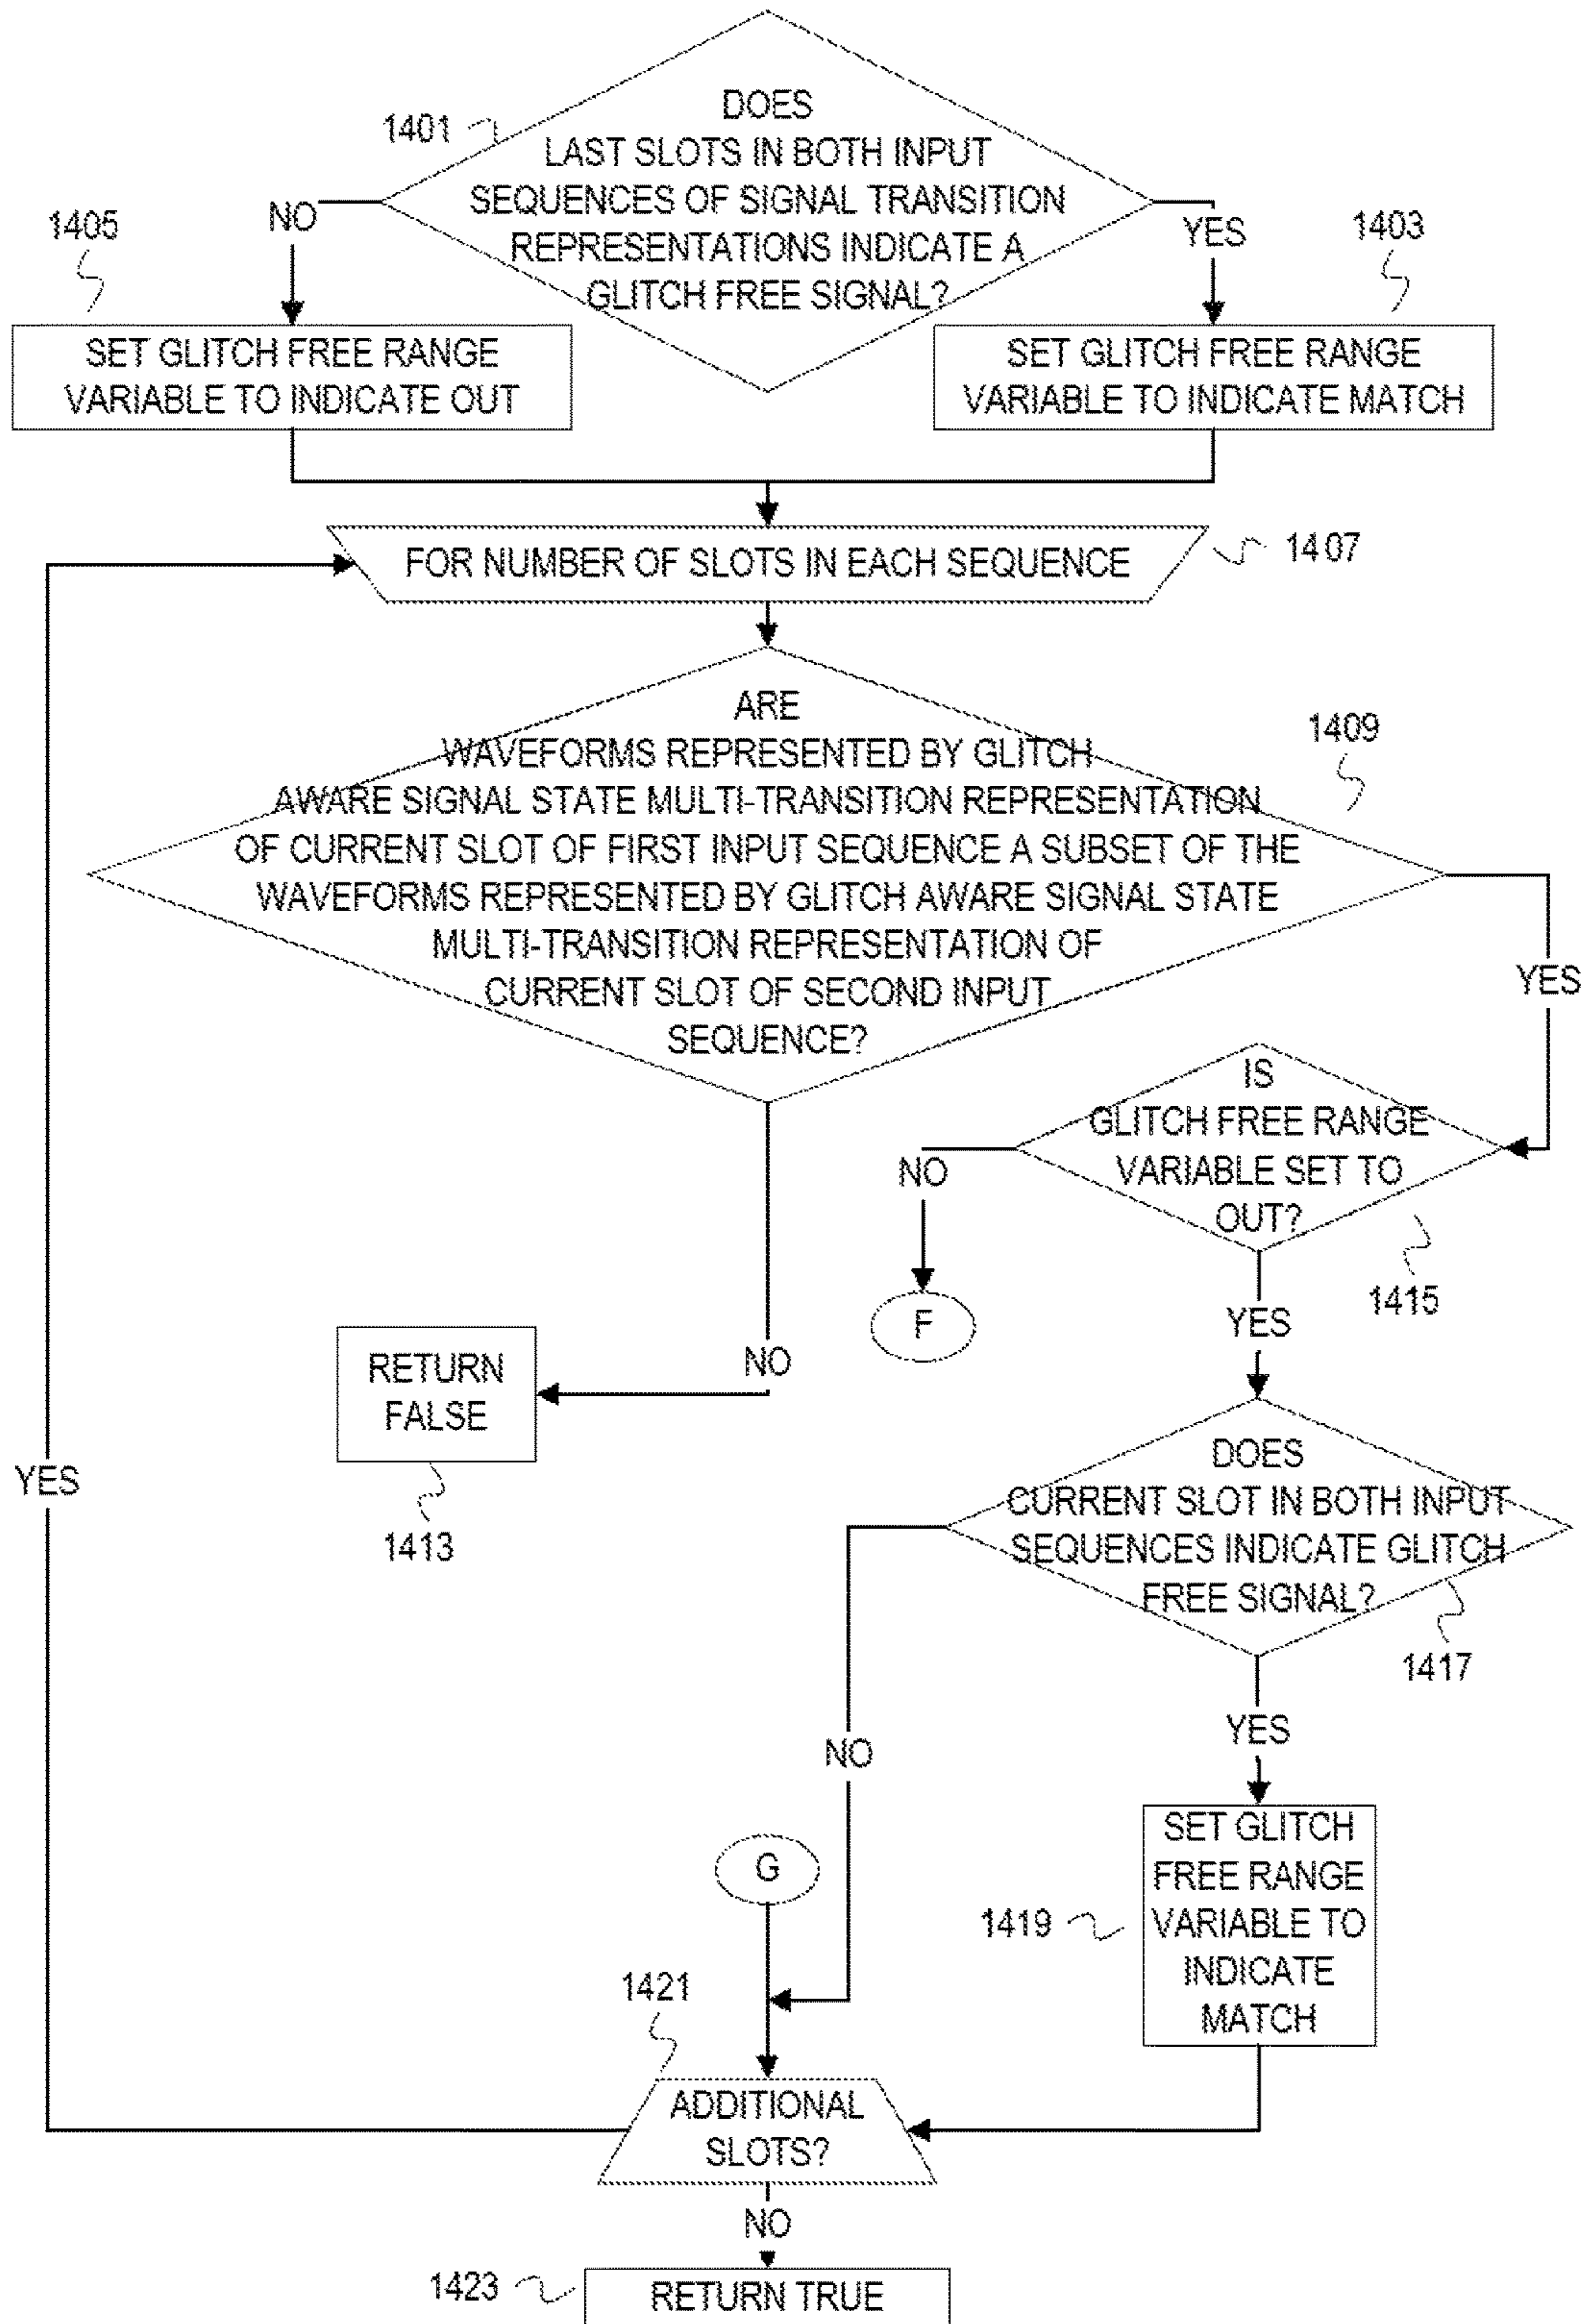 DOES
LAST SLOTS IN BOTH INPUT
SEQUENCES OF SIGNAL TRANSITION
REPRESENTATIONS INDICATE A
GLITCH FREE SIGNAL?
1401
NO
YES
1405
1403
SET GLITCH FREE RANGE
VARIABLE TO INDICATE OUT
SET GLITCH FREE RANGE
VARIABLE TO INDICATE MATCH
FOR NUMBER OF SLOTS IN EACH SEQUENCE
1407
ARE
WAVEFORMS REPRESENTED BY GLITCH
AWARE SIGNAL STATE MULTI-TRANSITION REPRESENTATION
OF CURRENT SLOT OF FIRST INPUT SEQUENCE A SUBSET OF THE
WAVEFORMS REPRESENTED BY GLITCH AWARE SIGNAL STATE
MULTI-TRANSITION REPRESENTATION OF
CURRENT SLOT OF SECOND INPUT
SEQUENCE?
1409
YES
IS
GLITCH FREE RANGE
VARIABLE SET TO
OUT?
1415
NO
F
YES
NO
RETURN
FALSE
1413
DOES
CURRENT SLOT IN BOTH INPUT
SEQUENCES INDICATE GLITCH
FREE SIGNAL?
1417
YES
NO
YES
SET GLITCH
FREE RANGE
VARIABLE TO
INDICATE
MATCH
1419
G
1421
ADDITIONAL
SLOTS?
NO
1423
RETURN TRUE